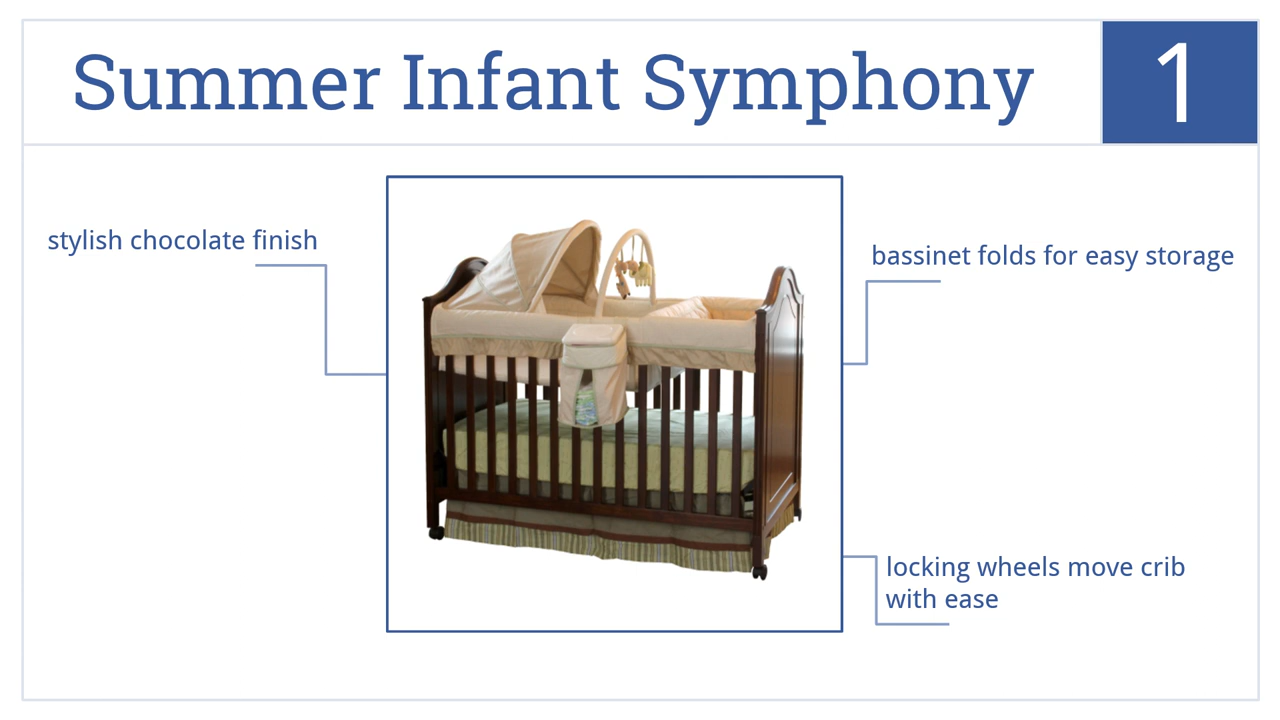 Summer Infant Symphony
1
stylish chocolate finish
bassinet folds for easy storage
locking wheels move crib
with ease